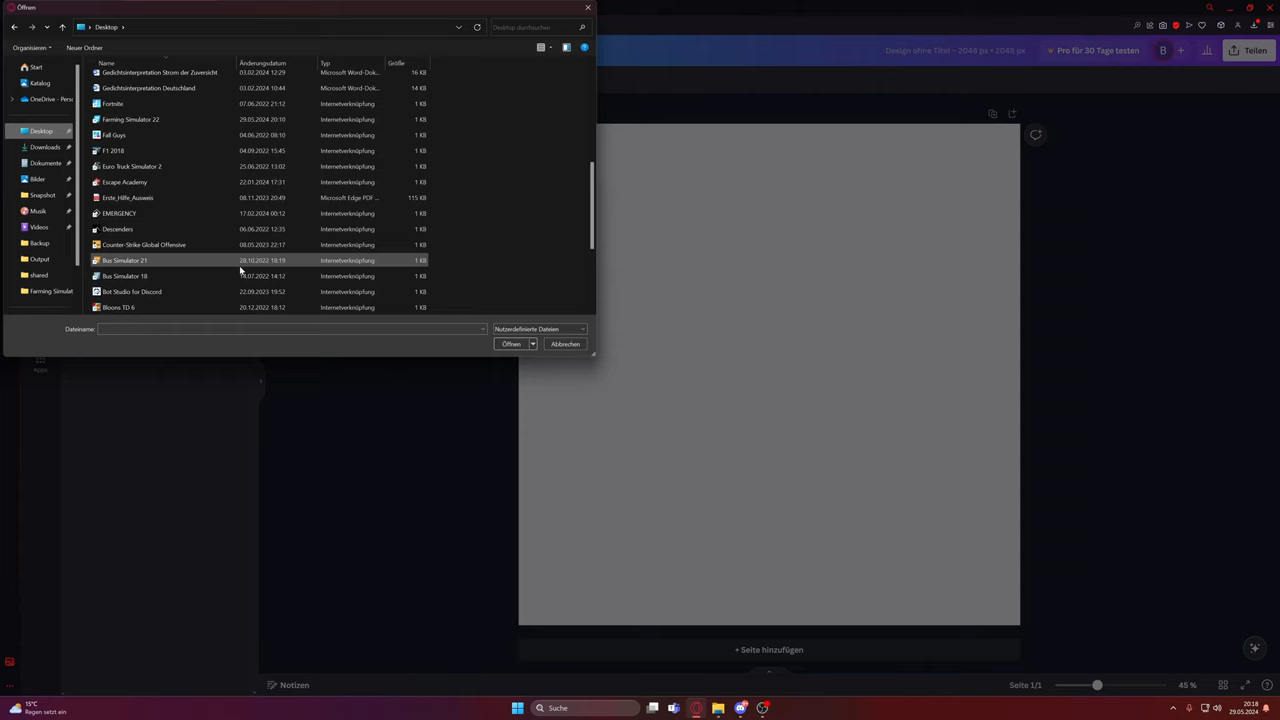 Öffnen
Desktop
Desktop durchsuchen
Design ohne Titel – 2048 px × 2048 px
Pro für 30 Tage testen
B
+
Teilen
Organisieren
Neuer Ordner
Name
Änderungsdatum
Typ
Größe
Gedichtsinterpretation Strom der Zuversicht 03.02.2024 12:29 Microsoft Word-Dok... 16 KB
Gedichtsinterpretation Deutschland 03.02.2024 10:44 Microsoft Word-Dok... 14 KB
Fortnite 07.06.2022 21:12 Internetverknüpfung 1 KB
Farming Simulator 22 29.05.2024 20:10 Internetverknüpfung 1 KB
Fall Guys 04.06.2022 08:10 Internetverknüpfung 1 KB
F1 2018 04.09.2022 15:45 Internetverknüpfung 1 KB
Euro Truck Simulator 2 25.06.2022 13:02 Internetverknüpfung 1 KB
Escape Academy 22.01.2024 17:31 Internetverknüpfung 1 KB
Erste_Hilfe_Ausweis 08.11.2023 20:49 Microsoft Edge PDF ... 115 KB
EMERGENCY 17.02.2024 00:12 Internetverknüpfung 1 KB
Descenders 06.06.2022 12:35 Internetverknüpfung 1 KB
Counter-Strike Global Offensive 08.05.2023 22:17 Internetverknüpfung 1 KB
Bus Simulator 21 28.10.2022 18:19 Internetverknüpfung 1 KB
Bus Simulator 18 14.07.2022 14:12 Internetverknüpfung 1 KB
Bot Studio for Discord 22.09.2023 19:52 Internetverknüpfung 1 KB
Bloons TD 6 20.12.2022 18:12 Internetverknüpfung 1 KB
Start
Katalog
OneDrive - Perso
Desktop
Downloads
Dokumente
Bilder
Snapshot
Musik
Videos
Backup
Output
shared
Farming Simulat
Dateiname:
Nutzerdefinierte Dateien
Öffnen
Abbrechen
Apps
+ Seite hinzufügen
Notizen
Seite 1/1
45 %
15°C
Regen setzt ein
Suche
20:18
29.05.2024